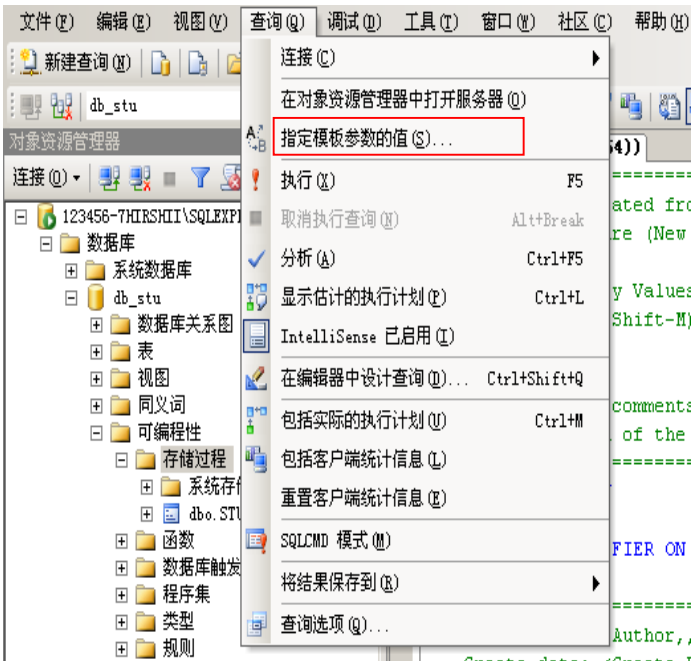 文件(F) 编辑(E) 视图(V) 查询(Q) 调试(D) 工具(T) 窗口(W) 社区(C) 帮助(H)
新建查询(N)
db_stu
对象资源管理器
连接(O)
123456-7HIRSHII\SQLEXP
数据库
系统数据库
db_stu
数据库关系图
表
视图
同义词
可编程性
存储过程
系统存
dbo.STU
函数
数据库触发
程序集
类型
规则
连接(C)
在对象资源管理器中打开服务器(O)
指定模板参数的值(S)...
执行(X) F5
取消执行查询(N) Alt+Break
分析(A) Ctrl+F5
显示估计的执行计划(P) Ctrl+L
IntelliSense 已启用(I)
在编辑器中设计查询(D)... Ctrl+Shift+Q
包括实际的执行计划(U) Ctrl+M
包括客户端统计信息(L)
重置客户端统计信息(E)
SQLCMD 模式(M)
将结果保存到(R)
查询选项(Q)...
4))
==========
ated fro
re (New
y Values
Shift-M)
comments
of the
==========
FIER ON
==========
Author,,